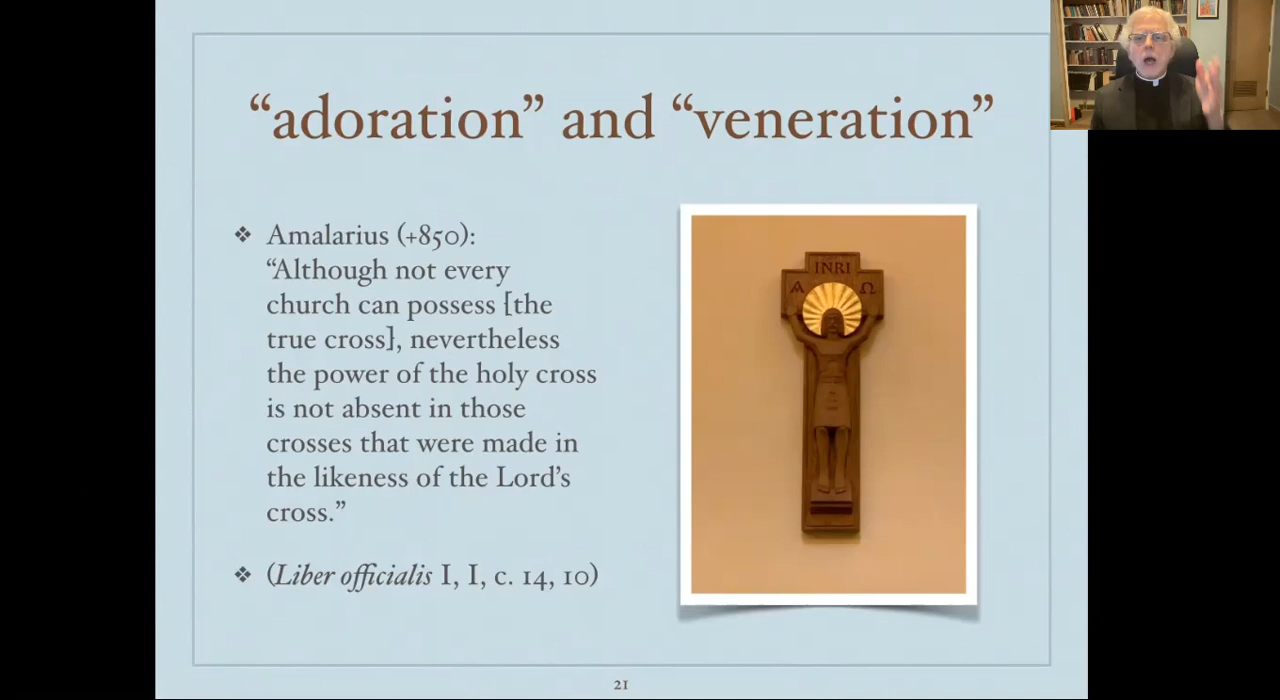 “adoration” and “veneration”
❖ Amalarius (+850):
“Although not every
church can possess [the
true cross], nevertheless
the power of the holy cross
is not absent in those
crosses that were made in
the likeness of the Lord’s
cross.”
❖ (Liber officialis I, I, c. 14, 10)
INRI
A Ω
21